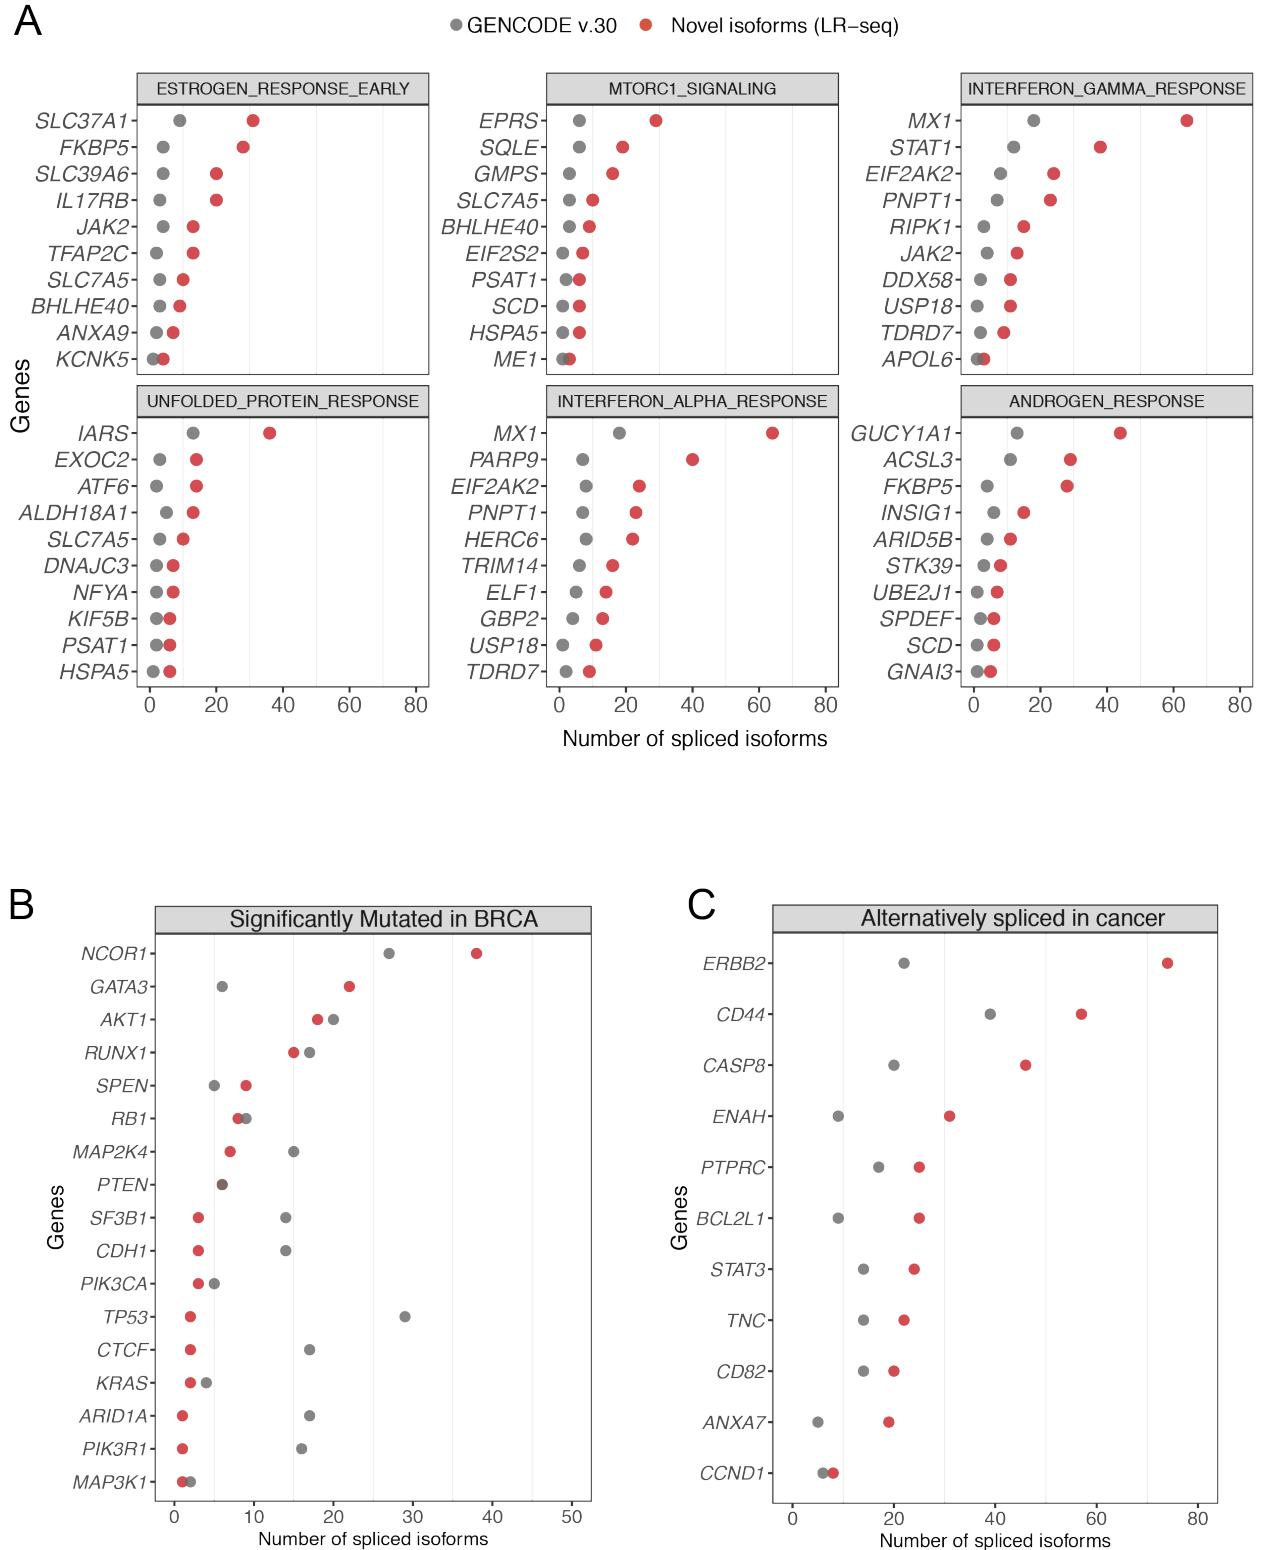 A
GENCODE v.30 Novel isoforms (LR−seq)
ESTROGEN_RESPONSE_EARLY
SLC37A1
FKBP5
SLC39A6
IL17RB
JAK2
TFAP2C
SLC7A5
BHLHE40
ANXA9
KCNK5
MTORC1_SIGNALING
EPRS
SQLE
GMPS
SLC7A5
BHLHE40
EIF2S2
PSAT1
SCD
HSPA5
ME1
INTERFERON_GAMMA_RESPONSE
MX1
STAT1
EIF2AK2
PNPT1
RIPK1
JAK2
DDX58
USP18
TDRD7
APOL6
Genes
UNFOLDED_PROTEIN_RESPONSE
IARS
EXOC2
ATF6
ALDH18A1
SLC7A5
DNAJC3
NFYA
KIF5B
PSAT1
HSPA5
0 20 40 60 80
INTERFERON_ALPHA_RESPONSE
MX1
PARP9
EIF2AK2
PNPT1
HERC6
TRIM14
ELF1
GBP2
USP18
TDRD7
0 20 40 60 80
ANDROGEN_RESPONSE
GUCY1A1
ACSL3
FKBP5
INSIG1
ARID5B
STK39
UBE2J1
SPDEF
SCD
GNAI3
0 20 40 60 80
Number of spliced isoforms
B
Significantly Mutated in BRCA
NCOR1
GATA3
AKT1
RUNX1
SPEN
RB1
MAP2K4
PTEN
SF3B1
CDH1
PIK3CA
TP53
CTCF
KRAS
ARID1A
PIK3R1
MAP3K1
Genes
0 10 20 30 40 50
Number of spliced isoforms
C
Alternatively spliced in cancer
ERBB2
CD44
CASP8
ENAH
PTPRC
BCL2L1
STAT3
TNC
CD82
ANXA7
CCND1
Genes
0 20 40 60 80
Number of spliced isoforms